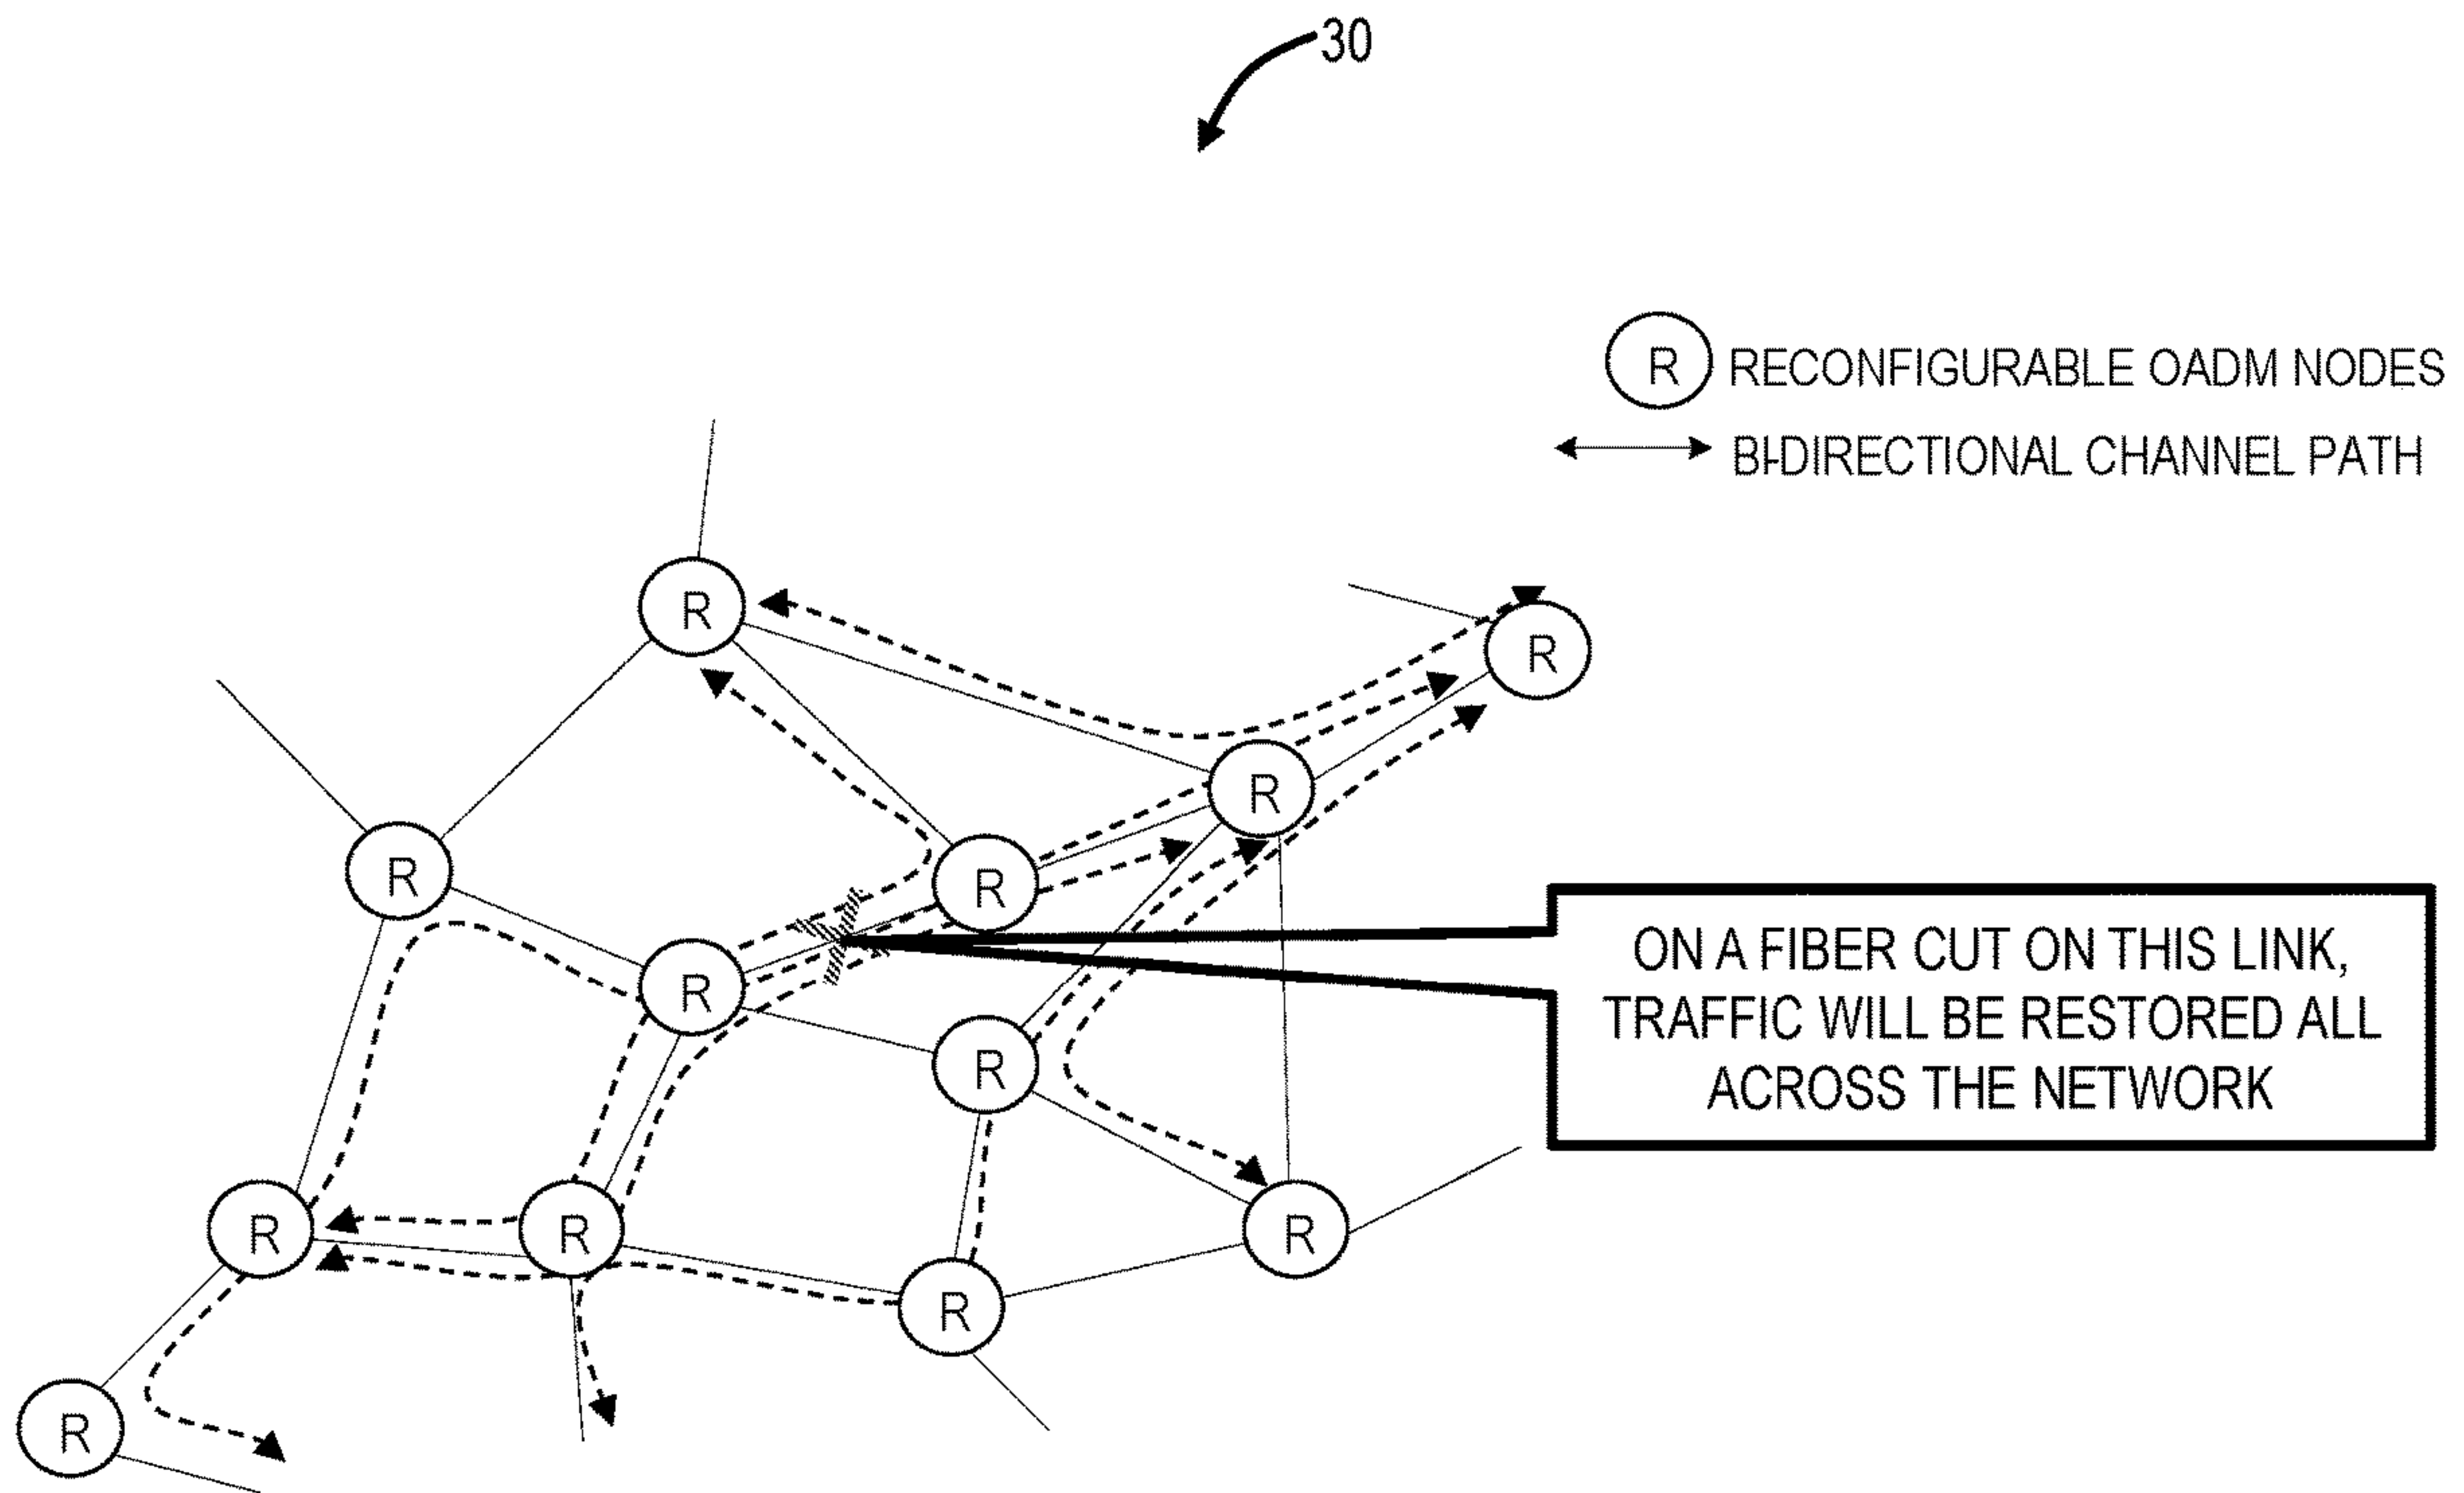 30
R RECONFIGURABLE OADM NODES
BI-DIRECTIONAL CHANNEL PATH
R
R
R
R
R
R
R
ON A FIBER CUT ON THIS LINK,
TRAFFIC WILL BE RESTORED ALL
ACROSS THE NETWORK
R
R
R
R
R